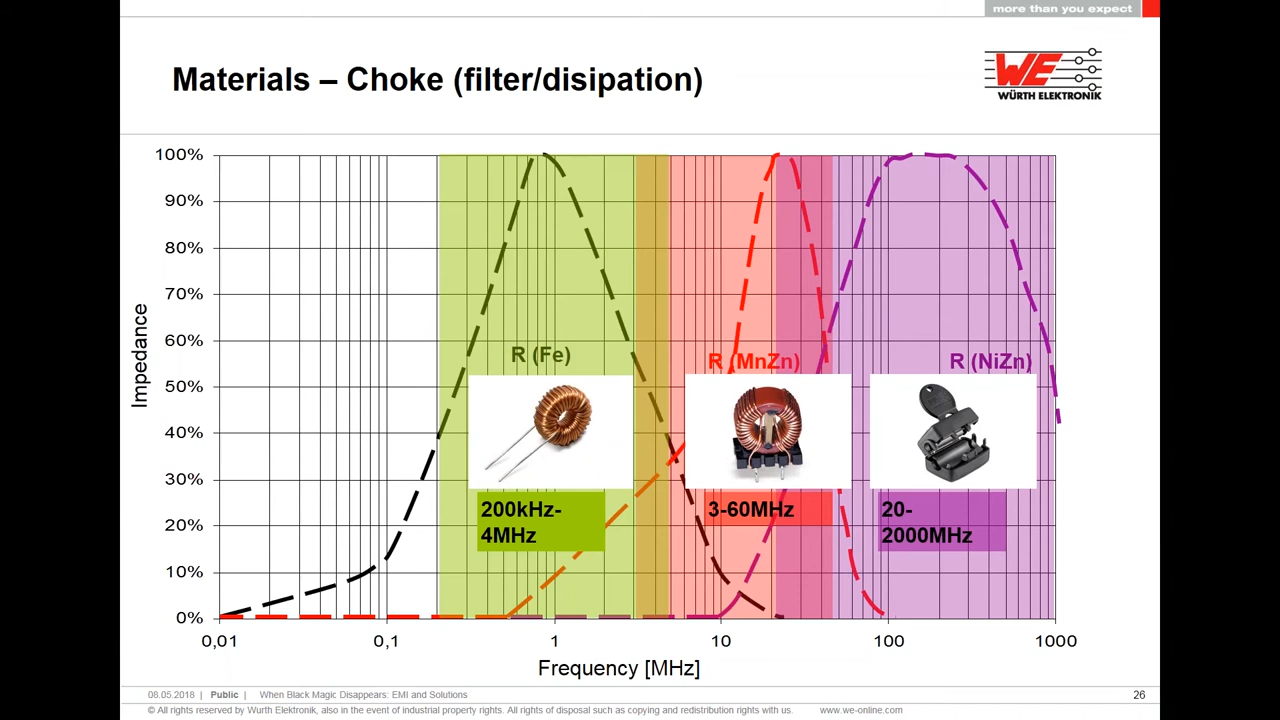 more than you expect
Materials – Choke (filter/disipation)
WE
WÜRTH ELEKTRONIK
100%
90%
80%
70%
60%
50%
40%
30%
20%
10%
0%
Impedance
R (Fe)
R (MnZn)
R (NiZn)
200kHz-
4MHz
3-60MHz
20-
2000MHz
0,01
0,1
1
10
100
1000
Frequency [MHz]
08.05.2018 | Public | When Black Magic Disappears: EMI and Solutions
26
© All rights reserved by Wurth Elektronik, also in the event of industrial property rights. All rights of disposal such as copying and redistribution rights with us.
www.we-online.com